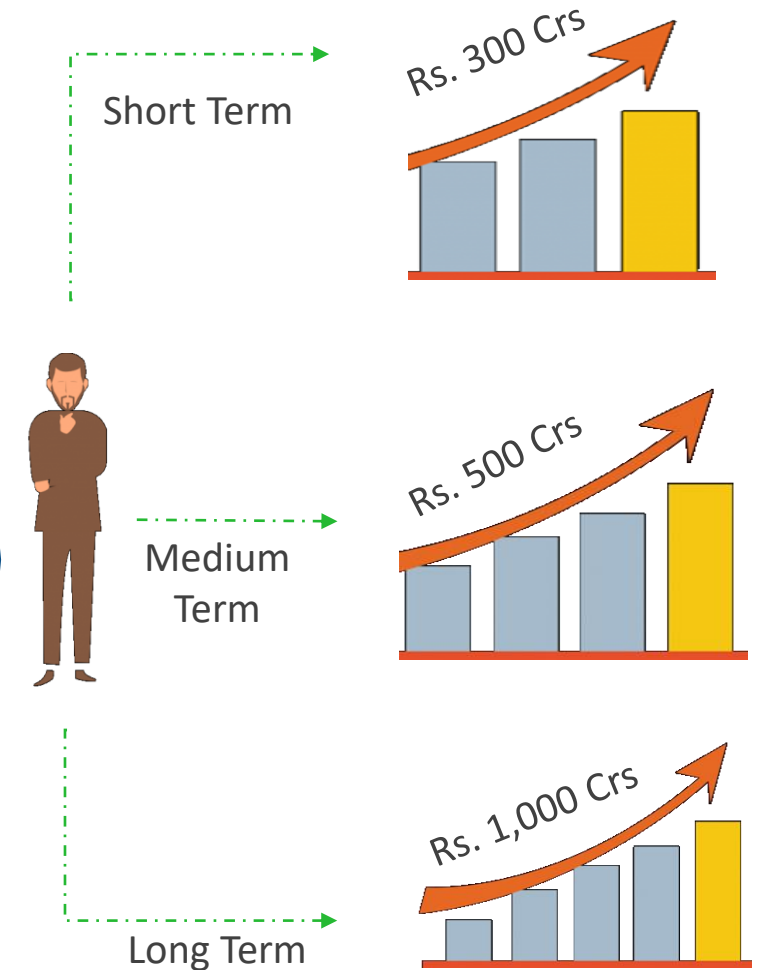 Rs. 300 Crs
Short Term
Rs. 500 Crs
Medium
Term
Rs. 1,000 Crs
Long Term